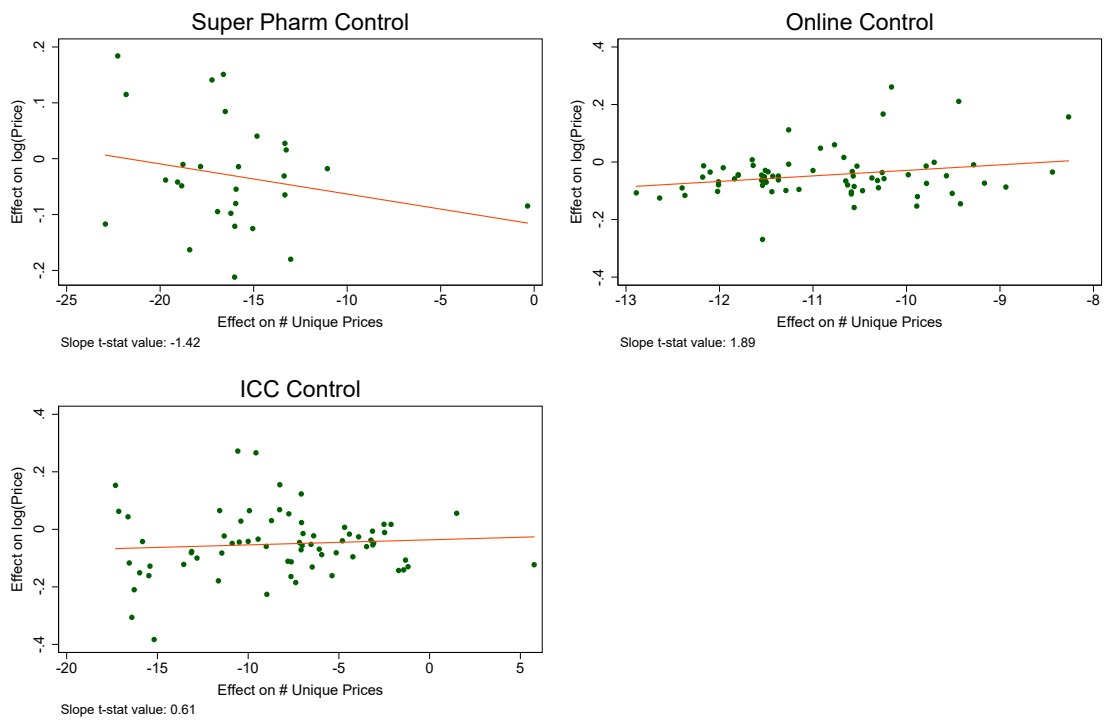 Super Pharm Control
Effect on log(Price)
.2
.1
0
-.1
-.2
-25 -20 -15 -10 -5 0
Effect on # Unique Prices
Slope t-stat value: -1.42
Online Control
Effect on log(Price)
.4
.2
0
-.2
-.4
-13 -12 -11 -10 -9 -8
Effect on # Unique Prices
Slope t-stat value: 1.89
ICC Control
Effect on log(Price)
.4
.2
0
-.2
-.4
-20 -15 -10 -5 0 5
Effect on # Unique Prices
Slope t-stat value: 0.61